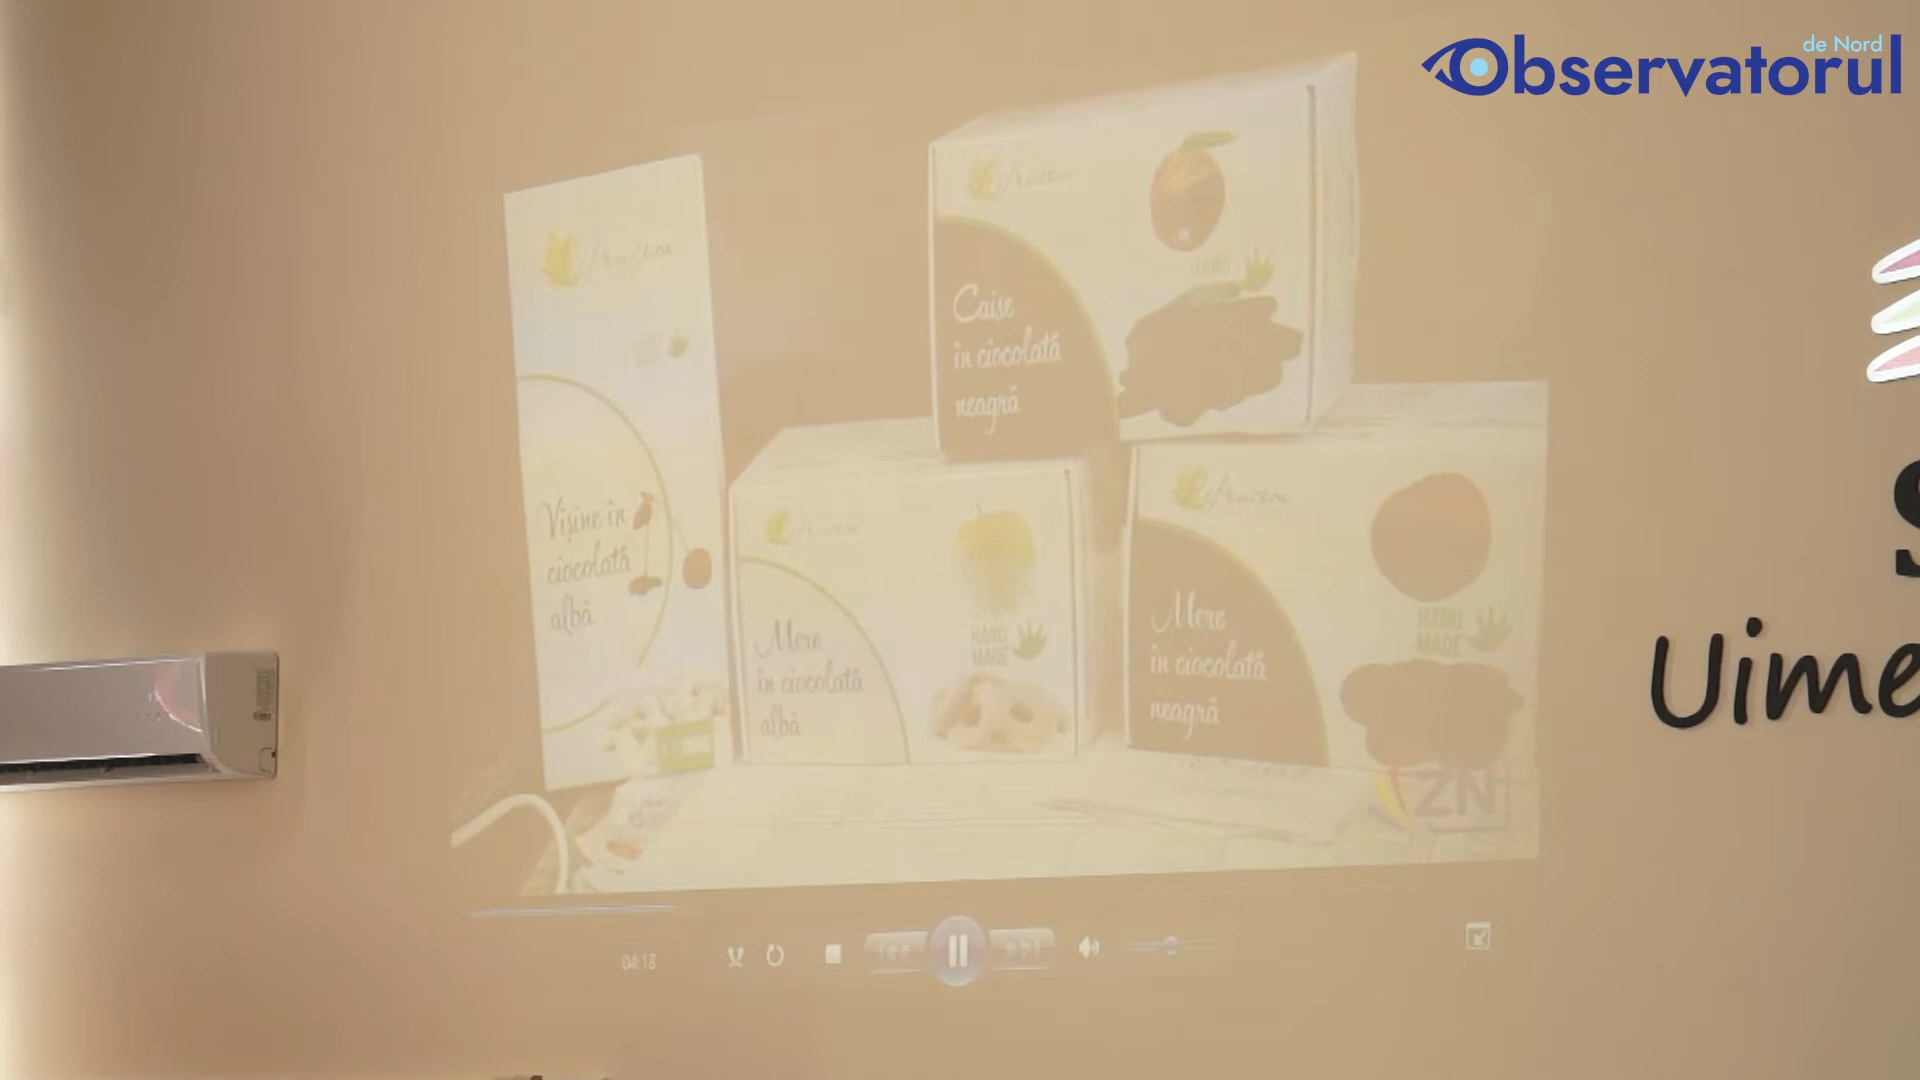 de Nord
Observatorul
Caise
în ciocolată
neagră
HAND
Vișine în
ciocolată
albă
Mere
în ciocolată
albă
HAND
MADE
Mere
în ciocolată
neagră
HAND
MADE
ZN
Uime
04:18